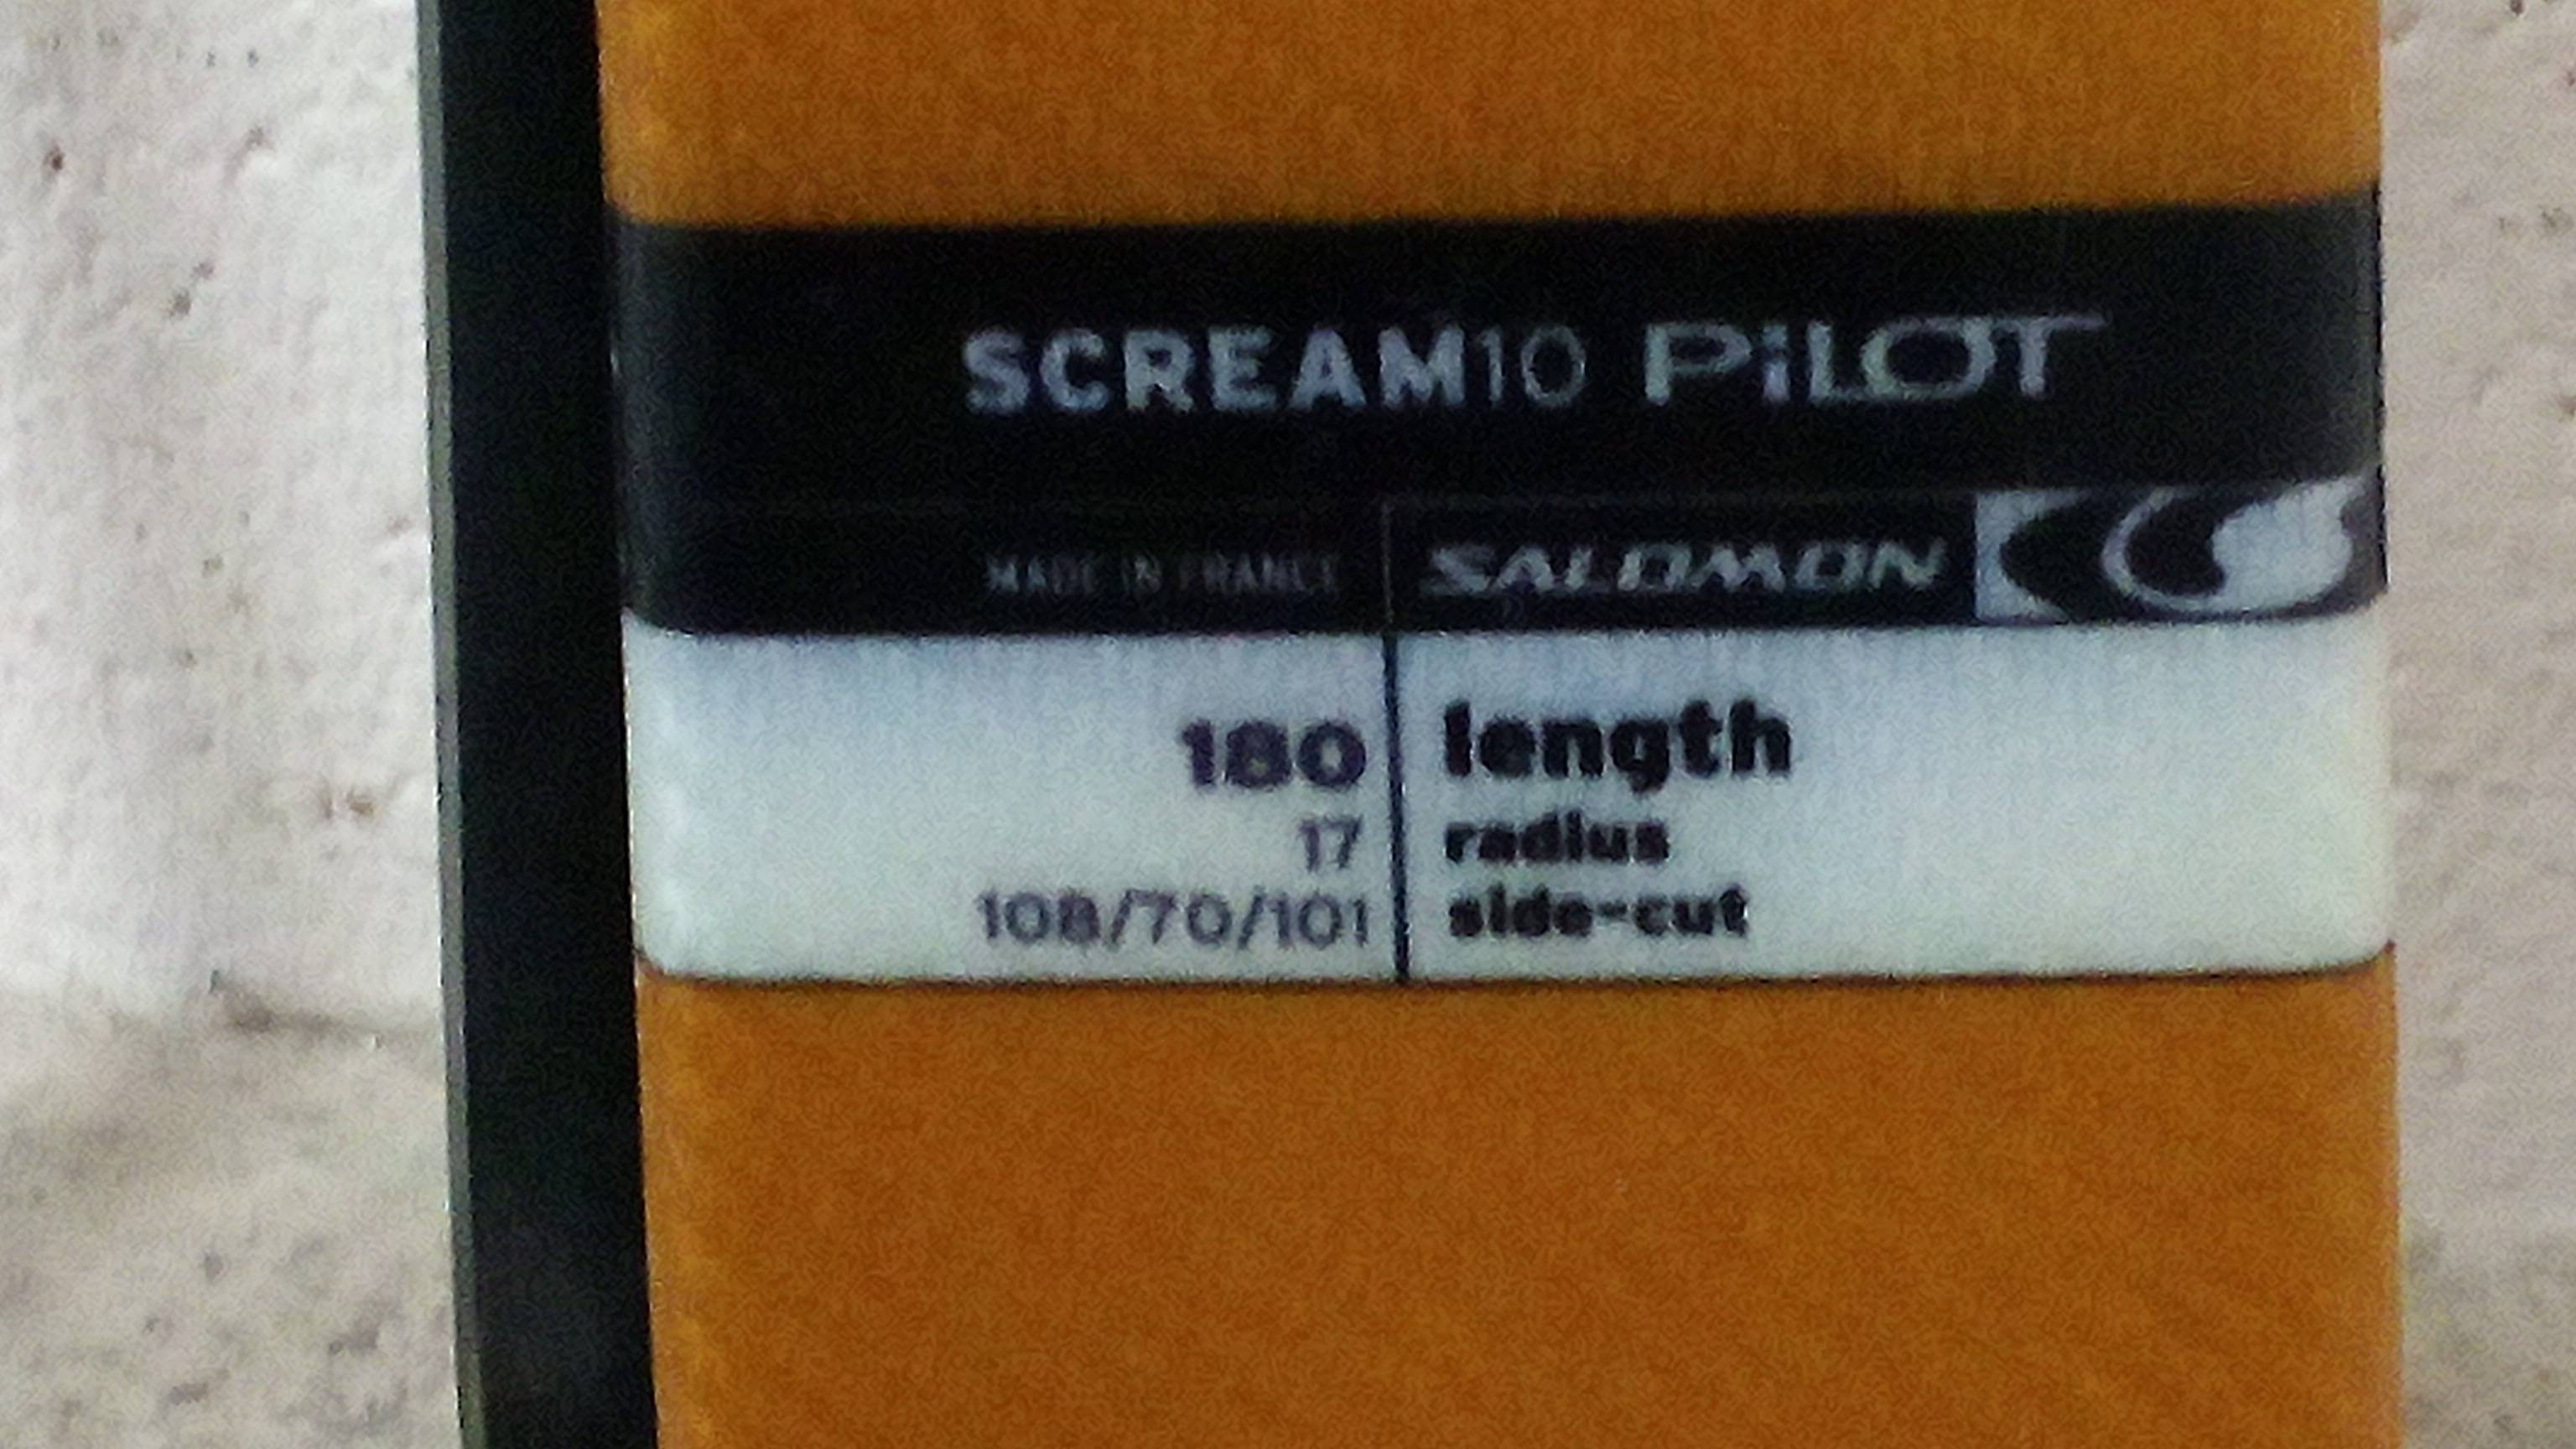 SCREAM10 PiLOT
MADE IN FRANCE SALOMON
180 length
17 radius
108/70/101 side-cut